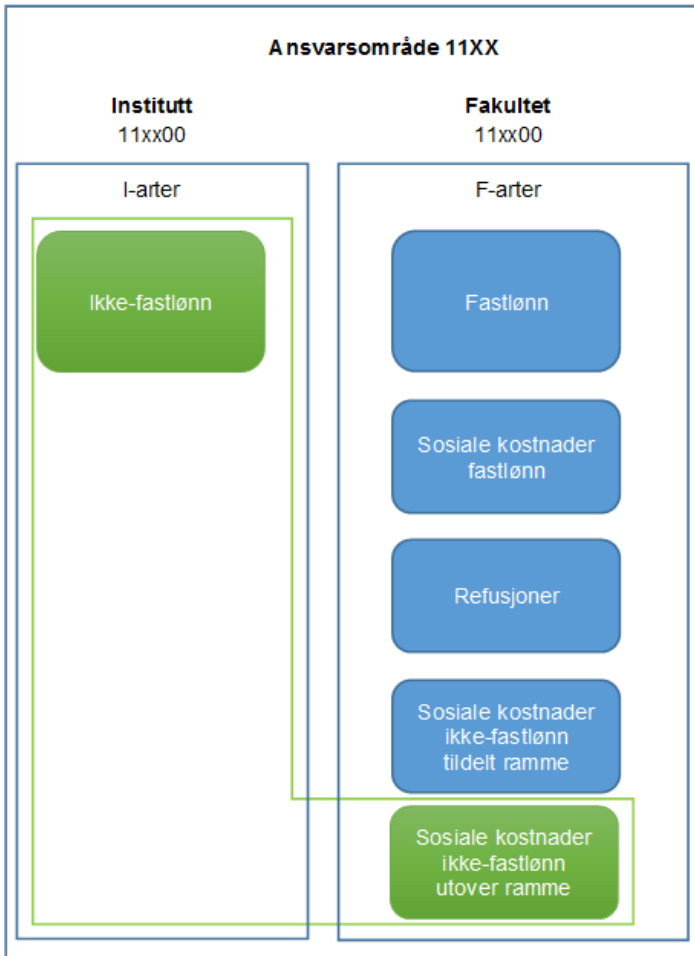 Ansvarsområde 11XX
Institutt
11xx00
Fakultet
11xx00
I-arter
F-arter
Ikke-fastlønn
Fastlønn
Sosiale kostnader
fastlønn
Refusjoner
Sosiale kostnader
ikke-fastlønn
tildelt ramme
Sosiale kostnader
ikke-fastlønn
utover ramme